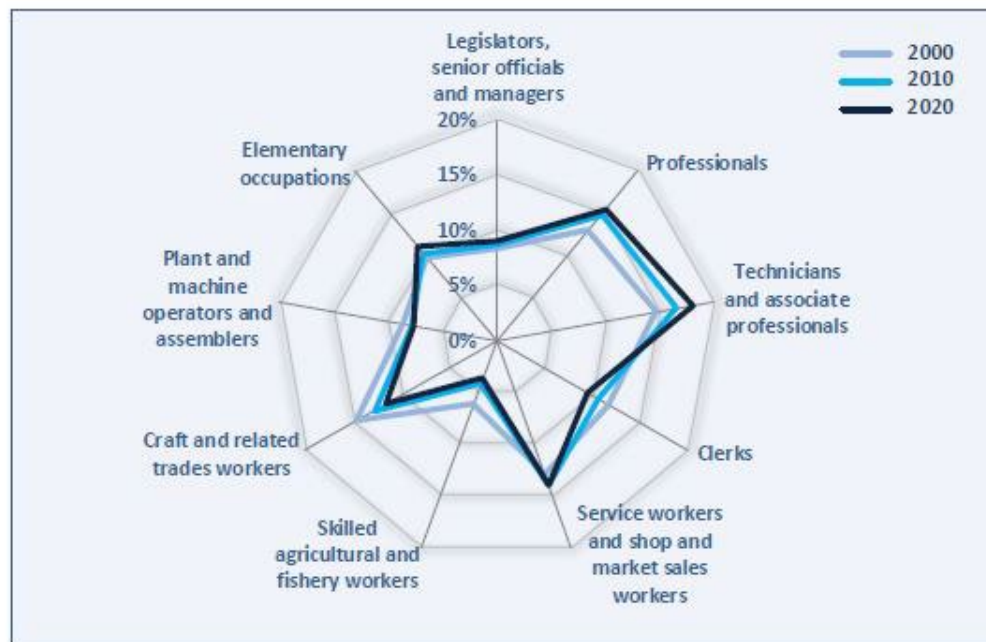 Legislators,
senior officials
and managers
2000
2010
2020
20%
15%
10%
5%
0%
Professionals
Technicians
and associate
professionals
Clerks
Service workers
and shop and
market sales
workers
Skilled
agricultural and
fishery workers
Craft and related
trades workers
Plant and
machine
operators and
assemblers
Elementary
occupations